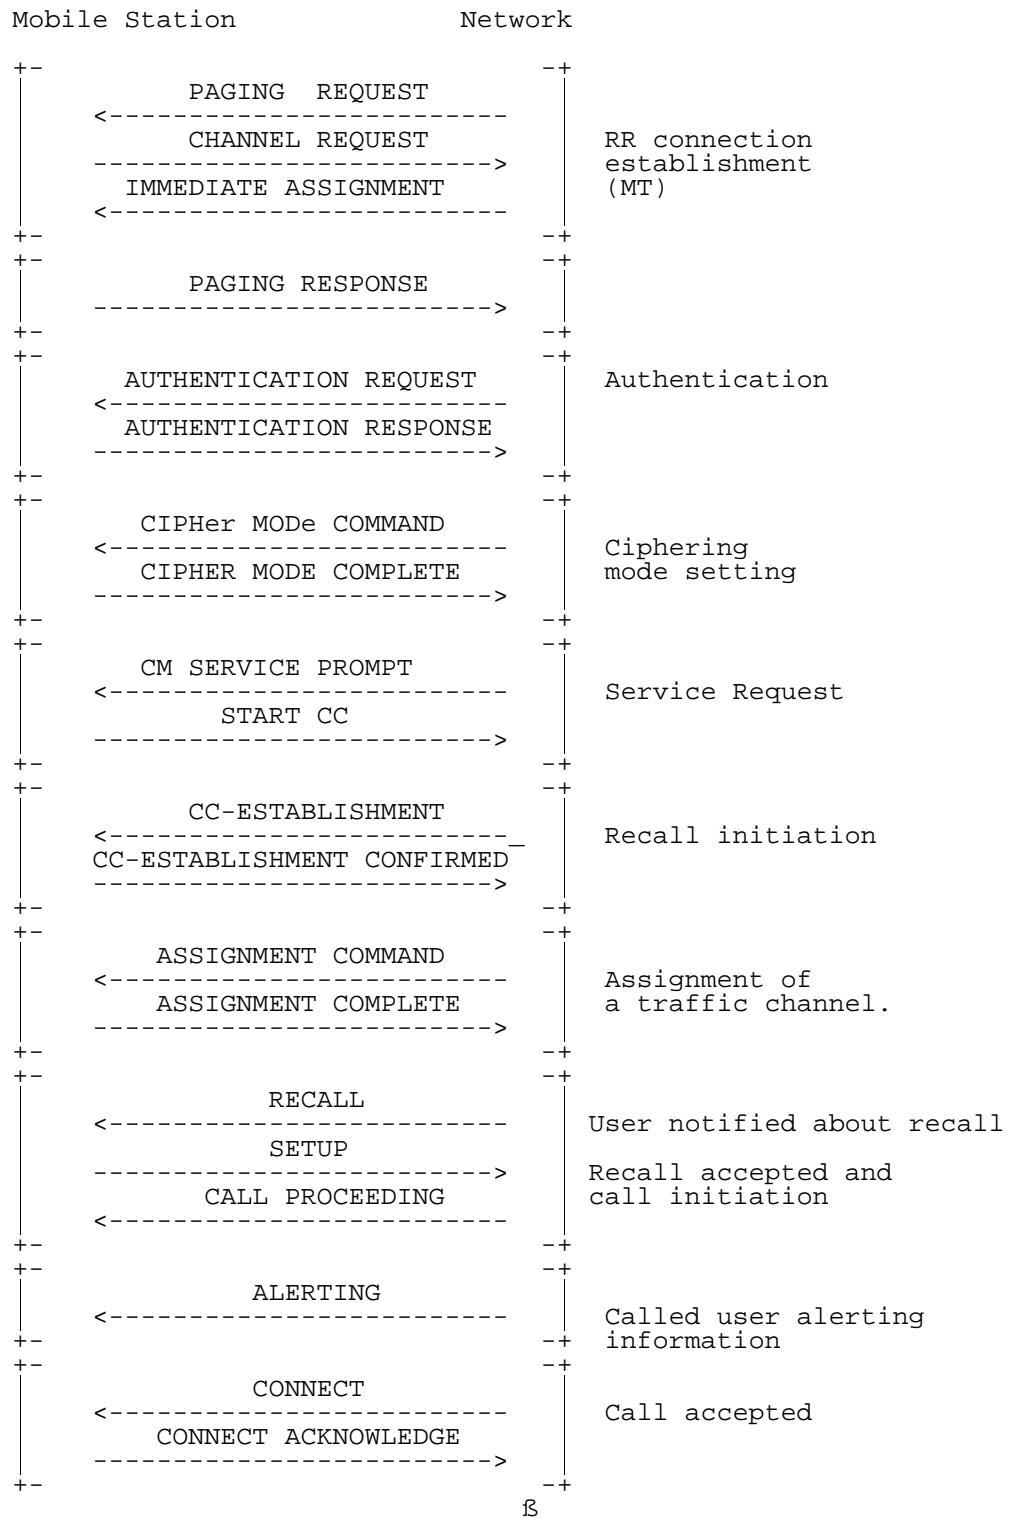 Mobile Station Network
+- -+
PAGING REQUEST
<-------------------------
CHANNEL REQUEST RR connection
-------------------------> establishment
IMMEDIATE ASSIGNMENT (MT)
<-------------------------
+- -+
+- -+
PAGING RESPONSE
------------------------->
+- -+
+- -+
AUTHENTICATION REQUEST Authentication
<-------------------------
AUTHENTICATION RESPONSE
------------------------->
+- -+
+- -+
CIPHer MODe COMMAND
<------------------------- Ciphering
CIPHER MODE COMPLETE mode setting
------------------------->
+- -+
+- -+
CM SERVICE PROMPT
<------------------------- Service Request
START CC
------------------------->
+- -+
+- -+
CC-ESTABLISHMENT
<-------------------------_ Recall initiation
CC-ESTABLISHMENT CONFIRMED
------------------------->
+- -+
+- -+
ASSIGNMENT COMMAND
<------------------------- Assignment of
ASSIGNMENT COMPLETE a traffic channel.
------------------------->
+- -+
+- -+
RECALL
<------------------------- User notified about recall
SETUP
-------------------------> Recall accepted and
CALL PROCEEDING call initiation
<-------------------------
+- -+
+- -+
ALERTING
<------------------------- Called user alerting
+- -+ information
+- -+
CONNECT
<------------------------- Call accepted
CONNECT ACKNOWLEDGE
------------------------->
+- -+
ß